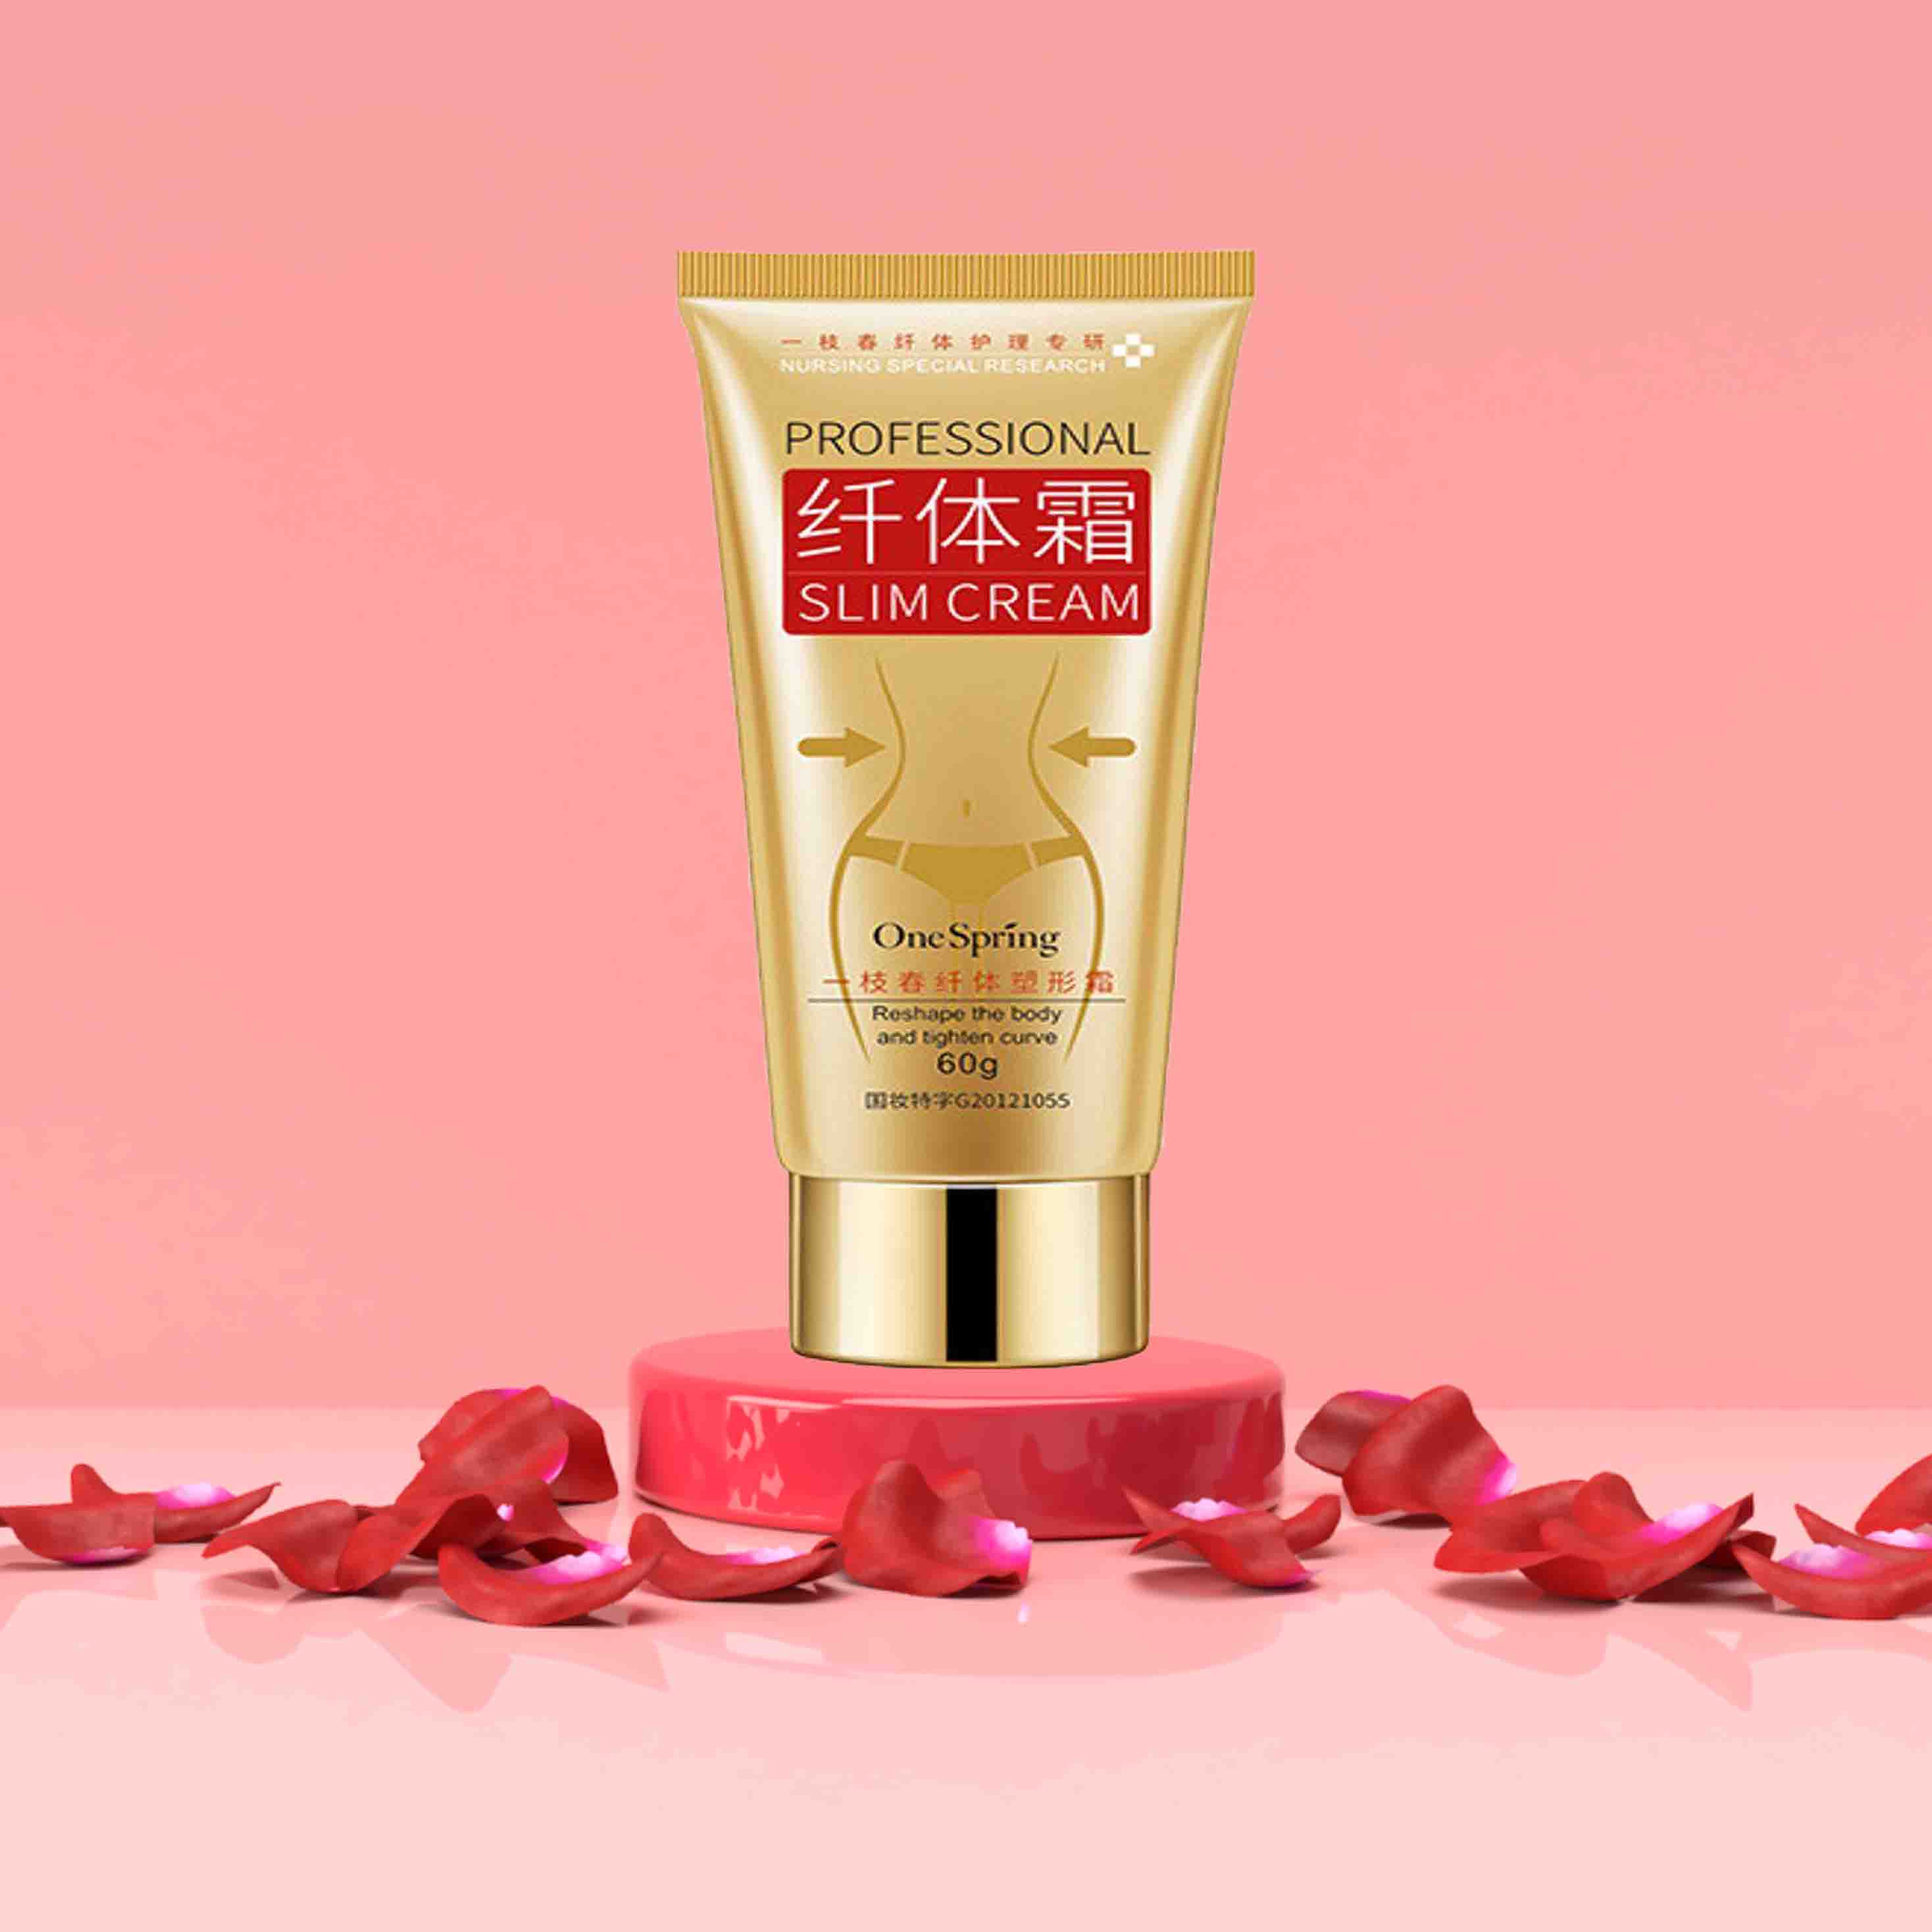 一枝春纤体护理专研
NURSING SPECIAL RESEARCH
PROFESSIONAL
纤体霜
SLIM CREAM
OneSpring
一枝春纤体塑形霜
Reshape the body
and tighten curve
60g
国妆特字G20121055